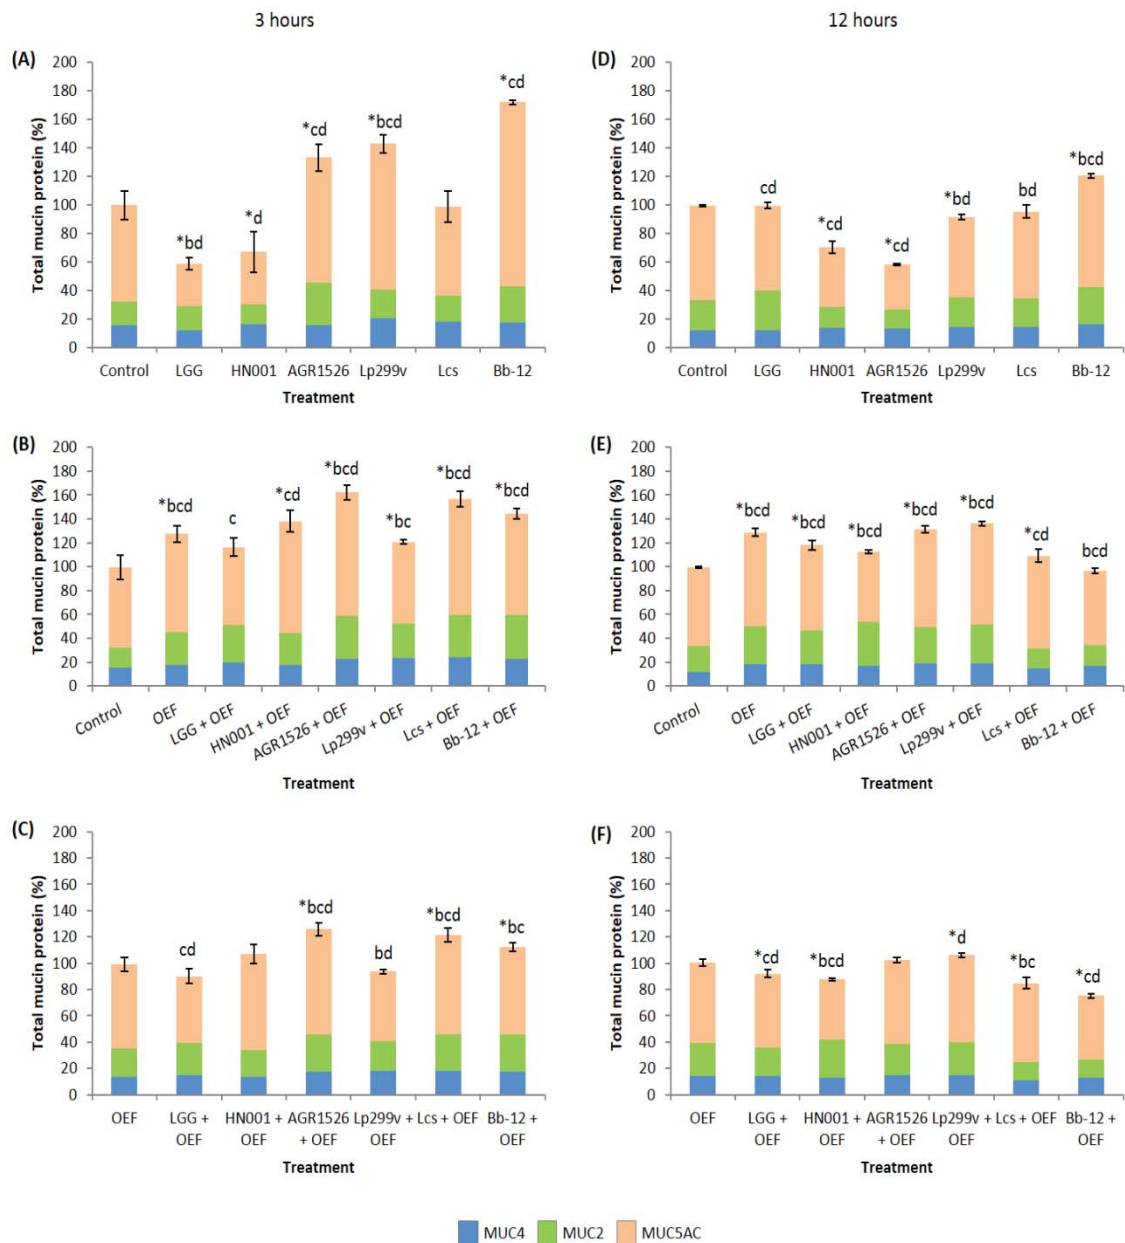 3 hours
12 hours
(A)
Total mucin protein (%)
200
180
160
140
120
100
80
60
40
20
0
*bd
*d
*cd
*bcd
*cd
Control LGG HN001 AGR1526 Lp299v Lcs Bb-12
Treatment
(D)
Total mucin protein (%)
200
180
160
140
120
100
80
60
40
20
0
cd
*cd
*cd
*bd
bd
*bcd
Control LGG HN001 AGR1526 Lp299v Lcs Bb-12
Treatment
(B)
Total mucin protein (%)
200
180
160
140
120
100
80
60
40
20
0
*bcd
c
*cd
*bcd
*bc
*bcd
*bcd
Control
OEF
LGG + OEF
HN001 + OEF
AGR1526 + OEF
Lp299v + OEF
Lcs + OEF
Bb-12 + OEF
Treatment
(E)
Total mucin protein (%)
200
180
160
140
120
100
80
60
40
20
0
*bcd
*bcd
*bcd
*bcd
*bcd
*cd
bcd
Control
OEF
LGG + OEF
HN001 + OEF
AGR1526 + OEF
Lp299v + OEF
Lcs + OEF
Bb-12 + OEF
Treatment
(C)
Total mucin protein (%)
200
180
160
140
120
100
80
60
40
20
0
cd
*bcd
bd
*bcd
*bc
OEF LGG + HN001 + AGR1526 Lp299v + Lcs + OEF Bb-12 +
OEF OEF + OEF OEF OEF
Treatment
(F)
Total mucin protein (%)
200
180
160
140
120
100
80
60
40
20
0
*cd
*bcd
*d
*bc
*cd
OEF LGG + HN001 + AGR1526 Lp299v + Lcs + OEF Bb-12 +
OEF OEF + OEF OEF OEF
Treatment
MUC4 MUC2 MUC5AC